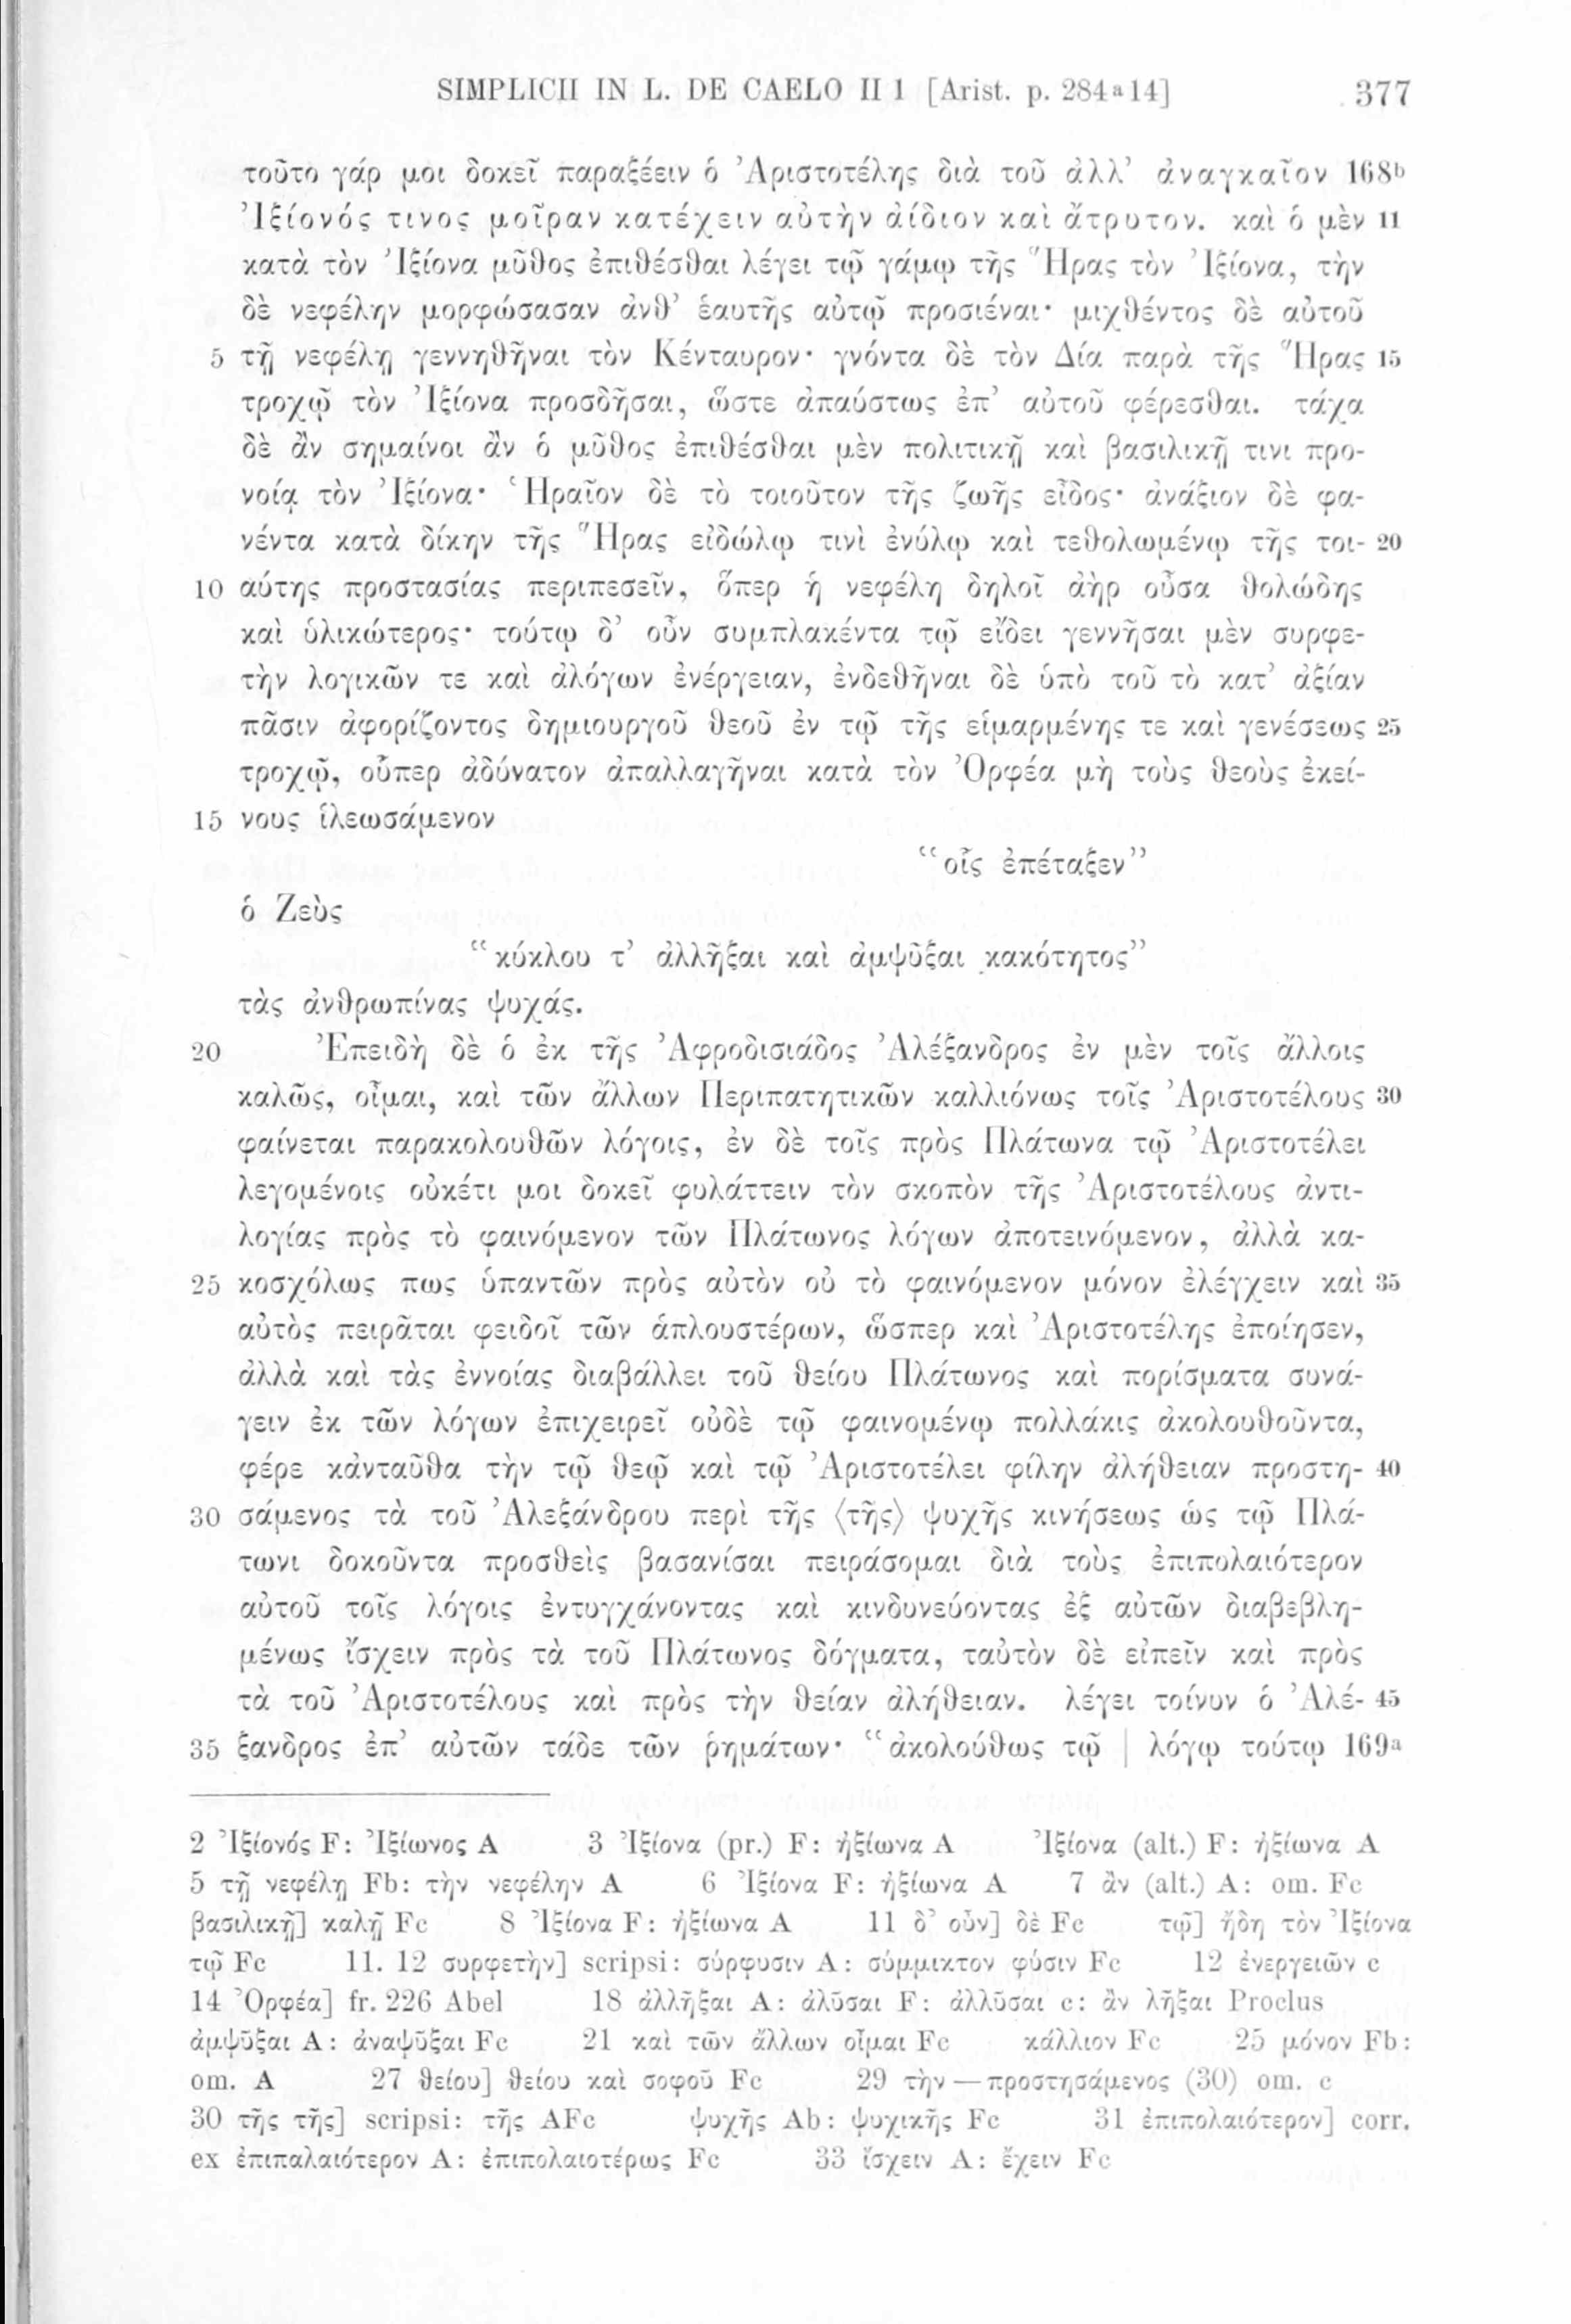 SIMPLICII IN L. DE CAELO II 1 [Arist. p. 284ᵃ14] 377
τοῦτο γάρ μοι δοκεῖ παραξέειν ὁ Ἀριστοτέλης διὰ τοῦ ἀλλ’ ἀναγκαῖον 168ᵇ
Ἰξίονός τινος μοῖραν κατέχειν αὐτὴν ἀίδιον καὶ ἄτρυτον. καὶ ὁ μὲν 11
κατὰ τὸν Ἰξίονα μῦθος ἐπιθέσθαι λέγει τῷ γάμῳ τῆς Ἥρας τὸν Ἰξίονα, τὴν
δὲ νεφέλην μορφώσασαν ἀνθ’ ἑαυτῆς αὐτῷ προσιέναι· μιχθέντος δὲ αὐτοῦ
5 τῇ νεφέλῃ γεννηθῆναι τὸν Κένταυρον· γνόντα δὲ τὸν Δία παρὰ τῆς Ἥρας 15
τροχῷ τὸν Ἰξίονα προσδῆσαι, ὥστε ἀπαύστως ἐπ’ αὐτοῦ φέρεσθαι. τάχα
δὲ ἂν σημαίνοι ἂν ὁ μῦθος ἐπιθέσθαι μὲν πολιτικῇ καὶ βασιλικῇ τινι προ-
νοίᾳ τὸν Ἰξίονα· Ἡραῖον δὲ τὸ τοιοῦτον τῆς ζωῆς εἶδος· ἀνάξιον δὲ φα-
νέντα κατὰ δίκην τῆς Ἥρας εἰδώλῳ τινὶ ἐνύλῳ καὶ τεθολωμένῳ τῆς τοι- 20
10 αύτης προστασίας περιπεσεῖν, ὅπερ ἡ νεφέλη δηλοῖ ἀὴρ οὖσα θολώδης
καὶ ὑλικώτερος· τούτῳ δ’ οὖν συμπλακέντα τῷ εἴδει γεννῆσαι μὲν συρφε-
τὴν λογικῶν τε καὶ ἀλόγων ἐνέργειαν, ἐνδεθῆναι δὲ ὑπὸ τοῦ τὸ κατ’ ἀξίαν
πᾶσιν ἀφορίζοντος δημιουργοῦ θεοῦ ἐν τῷ τῆς εἱμαρμένης τε καὶ γενέσεως 25
τροχῷ, οὗπερ ἀδύνατον ἀπαλλαγῆναι κατὰ τὸν Ὀρφέα μὴ τοὺς θεοὺς ἐκεί-
15 νους ἱλεωσάμενον
“οἷς ἐπέταξεν”
ὁ Ζεὺς
“κύκλου τ’ ἀλλῆξαι καὶ ἀμψῦξαι κακότητος”
τὰς ἀνθρωπίνας ψυχάς.
20 Ἐπειδὴ δὲ ὁ ἐκ τῆς Ἀφροδισιάδος Ἀλέξανδρος ἐν μὲν τοῖς ἄλλοις
καλῶς, οἶμαι, καὶ τῶν ἄλλων Περιπατητικῶν καλλιόνως τοῖς Ἀριστοτέλους 30
φαίνεται παρακολουθῶν λόγοις, ἐν δὲ τοῖς πρὸς Πλάτωνα τῷ Ἀριστοτέλει
λεγομένοις οὐκέτι μοι δοκεῖ φυλάττειν τὸν σκοπὸν τῆς Ἀριστοτέλους ἀντι-
λογίας πρὸς τὸ φαινόμενον τῶν Πλάτωνος λόγων ἀποτεινόμενον, ἀλλὰ κα-
25 κοσχόλως πως ὑπαντῶν πρὸς αὐτὸν οὐ τὸ φαινόμενον μόνον ἐλέγχειν καὶ 35
αὐτὸς πειρᾶται φειδοῖ τῶν ἁπλουστέρων, ὥσπερ καὶ Ἀριστοτέλης ἐποίησεν,
ἀλλὰ καὶ τὰς ἐννοίας διαβάλλει τοῦ θείου Πλάτωνος καὶ πορίσματα συνά-
γειν ἐκ τῶν λόγων ἐπιχειρεῖ οὐδὲ τῷ φαινομένῳ πολλάκις ἀκολουθοῦντα,
φέρε κἀνταῦθα τὴν τῷ θεῷ καὶ τῷ Ἀριστοτέλει φίλην ἀλήθειαν προστη- 40
30 σάμενος τὰ τοῦ Ἀλεξάνδρου περὶ τῆς ⟨τῆς⟩ ψυχῆς κινήσεως ὡς τῷ Πλά-
τωνι δοκοῦντα προσθεὶς βασανίσαι πειράσομαι διὰ τοὺς ἐπιπολαιότερον
αὐτοῦ τοῖς λόγοις ἐντυγχάνοντας καὶ κινδυνεύοντας ἐξ αὐτῶν διαβεβλη-
μένως ἴσχειν πρὸς τὰ τοῦ Πλάτωνος δόγματα, ταὐτὸν δὲ εἰπεῖν καὶ πρὸς
τὰ τοῦ Ἀριστοτέλους καὶ πρὸς τὴν θείαν ἀλήθειαν. λέγει τοίνυν ὁ Ἀλέ- 45
35 ξανδρος ἐπ’ αὐτῶν τάδε τῶν ῥημάτων· “ἀκολούθως τῷ | λόγῳ τούτῳ 169ᵃ
2 Ἰξίονός F: Ἰξίωνος A 3 Ἰξίονα (pr.) F: ἠξίωνα A Ἰξίονα (alt.) F: ἠξίωνα A
5 τῇ νεφέλῃ Fb: τὴν νεφέλην A 6 Ἰξίονα F: ἠξίωνα A 7 ἂν (alt.) A: om. Fc
βασιλικῇ] καλῇ Fc 8 Ἰξίονα F: ἠξίωνα A 11 δ’ οὖν] δὲ Fc τῷ] ἤδη τὸν Ἰξίονα
τῷ Fc 11. 12 συρφετὴν] scripsi: σύρφυσιν A: σύμμικτον φύσιν Fc 12 ἐνεργειῶν c
14 Ὀρφέα] fr. 226 Abel 18 ἀλλῆξαι A: ἀλῦσαι F: ἀλλῦσαι c: ἂν λῆξαι Proclus
ἀμψῦξαι A: ἀναψῦξαι Fc 21 καὶ τῶν ἄλλων οἶμαι Fc κάλλιον Fc 25 μόνον Fb:
om. A 27 θείου] θείου καὶ σοφοῦ Fc 29 τὴν — προστησάμενος (30) om. c
30 τῆς τῆς] scripsi: τῆς AFc ψυχῆς Ab: ψυχικῆς Fc 31 ἐπιπολαιότερον] corr.
ex ἐπιπαλαιότερον A: ἐπιπολαιοτέρως Fc 33 ἴσχειν A: ἔχειν Fc